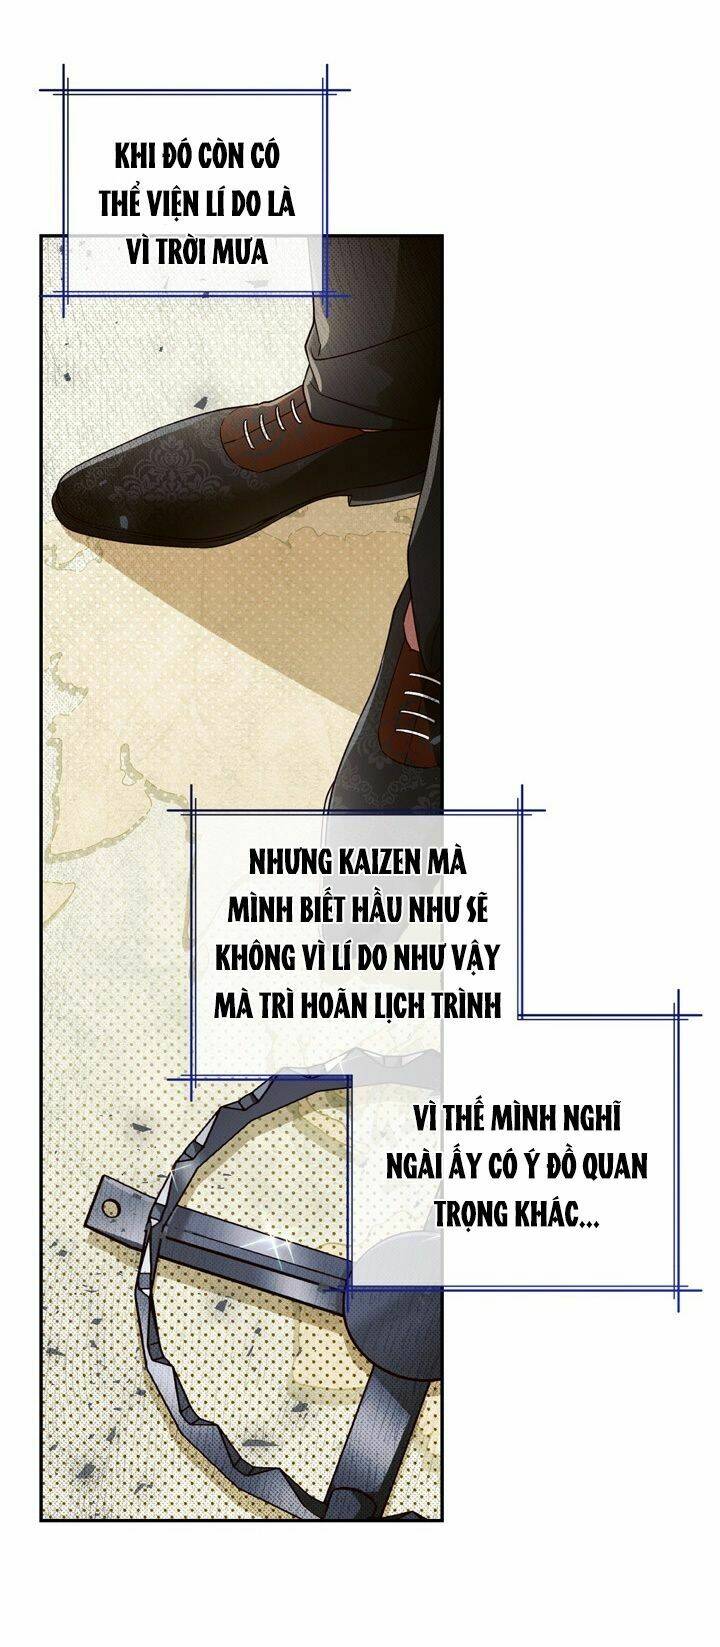 KHI ĐÓ CÒN CÓ
THỂ VIỆN LÍ DO LÀ
VÌ TRỜI MƯA
NHƯNG KAIZEN MÀ
MÌNH BIẾT HẦU NHƯ SẼ
KHÔNG VÌ LÍ DO NHƯ VẬY
MÀ TRÌ HOÃN LỊCH TRÌNH
VÌ THẾ MÌNH NGHĨ
NGÀI ẤY CÓ Ý ĐỒ QUAN
TRỌNG KHÁC...